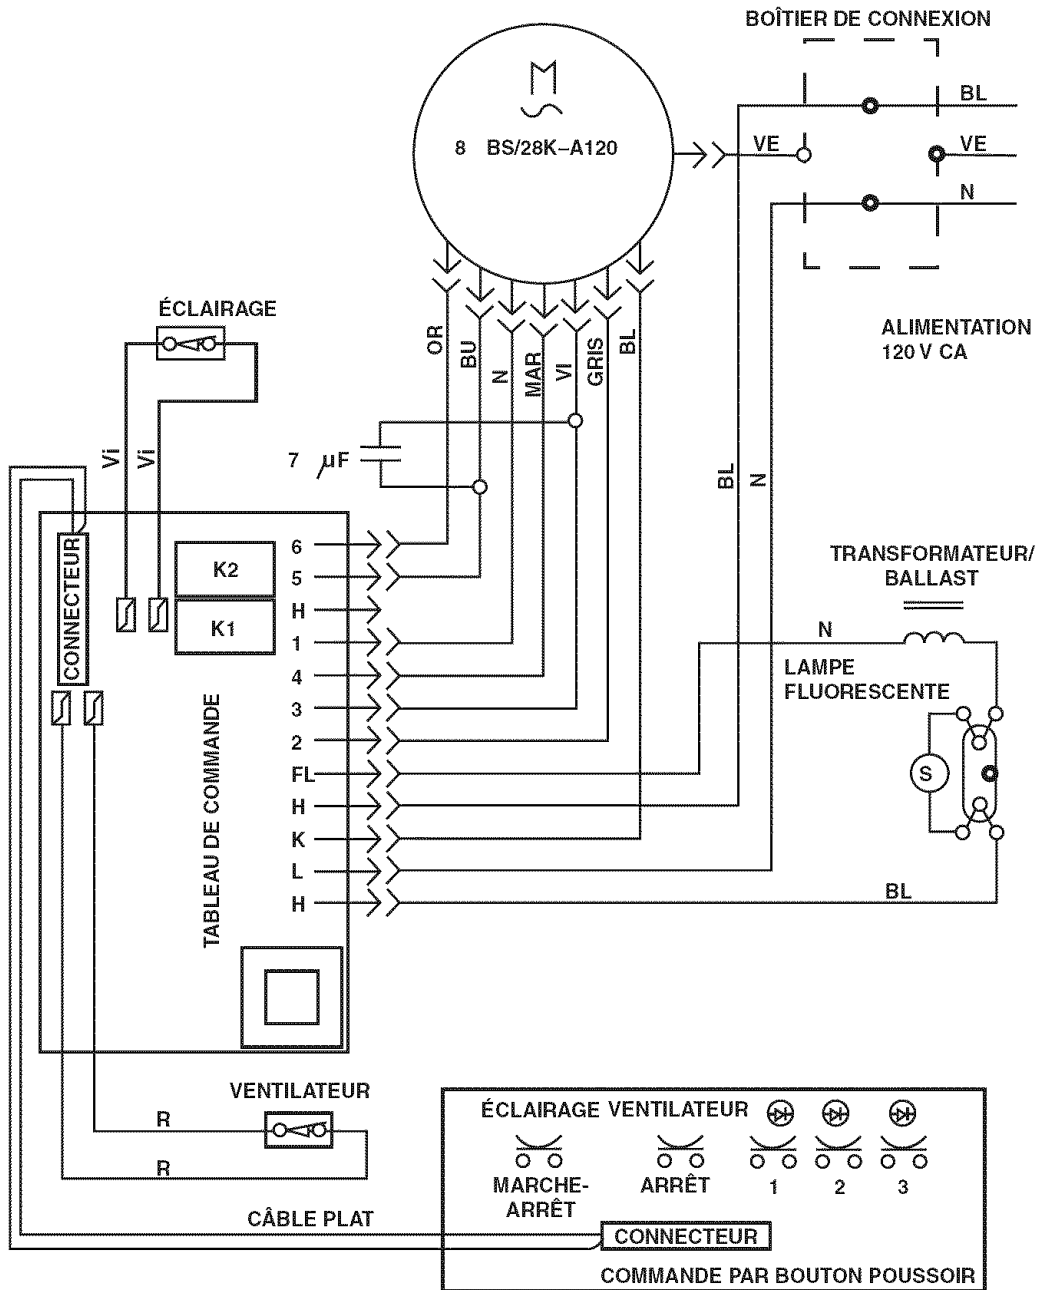 BOÎTIER DE CONNEXION
M
8 BS/28K-A120
BL
VE
VE
N
ALIMENTATION
120 V CA
ÉCLAIRAGE
OR
BU
N
MAR
VI
GRIS
BL
Vi
Vi
7 µF
BL
N
CONNECTEUR
K2
K1
TABLEAU DE COMMANDE
6
5
H
1
4
3
2
FL
H
K
L
H
TRANSFORMATEUR/
BALLAST
N
LAMPE
FLUORESCENTE
S
BL
VENTILATEUR
R
R
CÂBLE PLAT
ÉCLAIRAGE VENTILATEUR
MARCHE-
ARRÊT
ARRÊT
1
2
3
CONNECTEUR
COMMANDE PAR BOUTON POUSSOIR